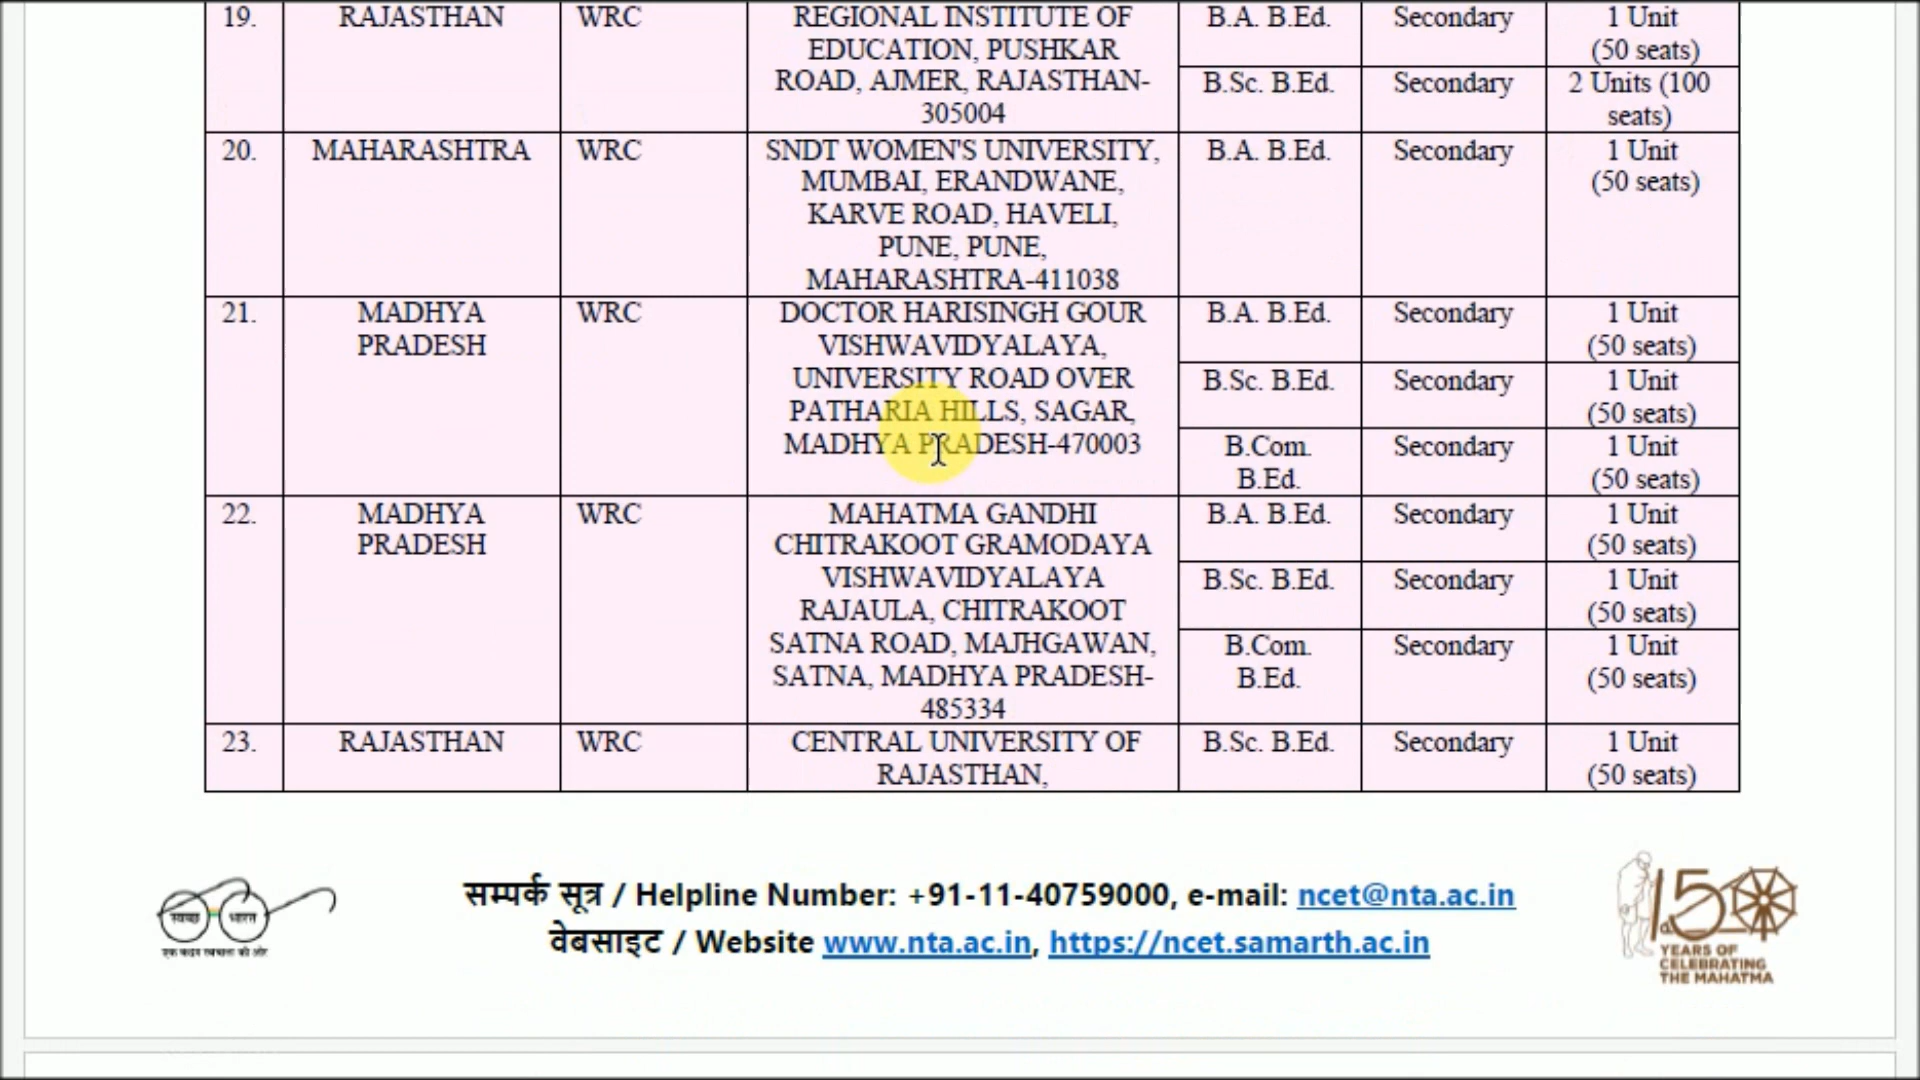 19. RAJASTHAN WRC REGIONAL INSTITUTE OF B.A. B.Ed. Secondary 1 Unit
EDUCATION, PUSHKAR (50 seats)
ROAD, AJMER, RAJASTHAN- B.Sc. B.Ed. Secondary 2 Units (100
305004 seats)
20. MAHARASHTRA WRC SNDT WOMEN'S UNIVERSITY, B.A. B.Ed. Secondary 1 Unit
MUMBAI, ERANDWANE, (50 seats)
KARVE ROAD, HAVELI,
PUNE, PUNE,
MAHARASHTRA-411038
21. MADHYA WRC DOCTOR HARISINGH GOUR B.A. B.Ed. Secondary 1 Unit
PRADESH VISHWAVIDYALAYA, (50 seats)
UNIVERSITY ROAD OVER B.Sc. B.Ed. Secondary 1 Unit
PATHARIA HILLS, SAGAR, (50 seats)
MADHYA PRADESH-470003 B.Com. Secondary 1 Unit
B.Ed. (50 seats)
22. MADHYA WRC MAHATMA GANDHI B.A. B.Ed. Secondary 1 Unit
PRADESH CHITRAKOOT GRAMODAYA (50 seats)
VISHWAVIDYALAYA B.Sc. B.Ed. Secondary 1 Unit
RAJAULA, CHITRAKOOT (50 seats)
SATNA ROAD, MAJHGAWAN, B.Com. Secondary 1 Unit
SATNA, MADHYA PRADESH- B.Ed. (50 seats)
485334
23. RAJASTHAN WRC CENTRAL UNIVERSITY OF B.Sc. B.Ed. Secondary 1 Unit
RAJASTHAN, (50 seats)
सम्पर्क सूत्र / Helpline Number: +91-11-40759000, e-mail: ncet@nta.ac.in
वेबसाइट / Website www.nta.ac.in, https://ncet.samarth.ac.in
स्वच्छ भारत
एक कदम स्वच्छता की ओर
150
YEARS OF
CELEBRATING
THE MAHATMA